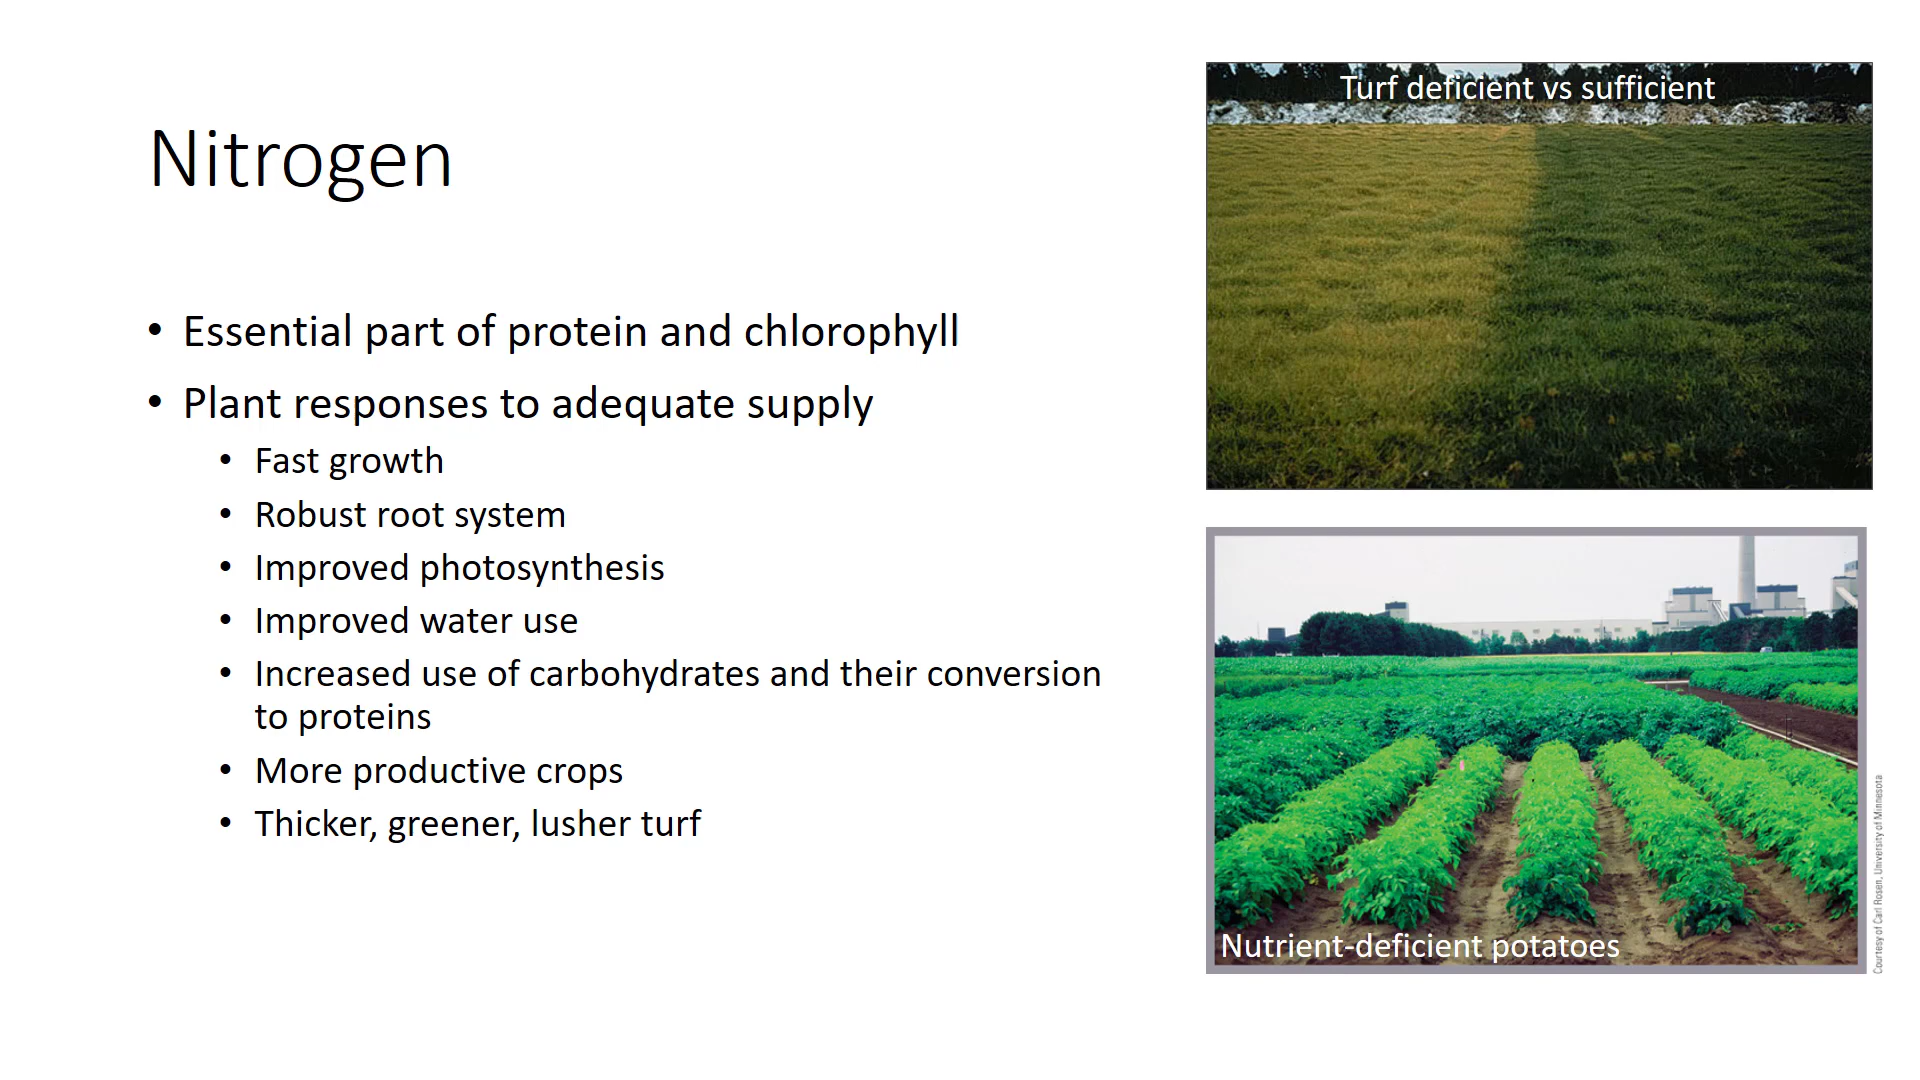 Nitrogen
• Essential part of protein and chlorophyll
• Plant responses to adequate supply
• Fast growth
• Robust root system
• Improved photosynthesis
• Improved water use
• Increased use of carbohydrates and their conversion
to proteins
• More productive crops
• Thicker, greener, lusher turf
Turf deficient vs sufficient
Nutrient-deficient potatoes
Courtesy of Carl Rosen, University of Minnesota